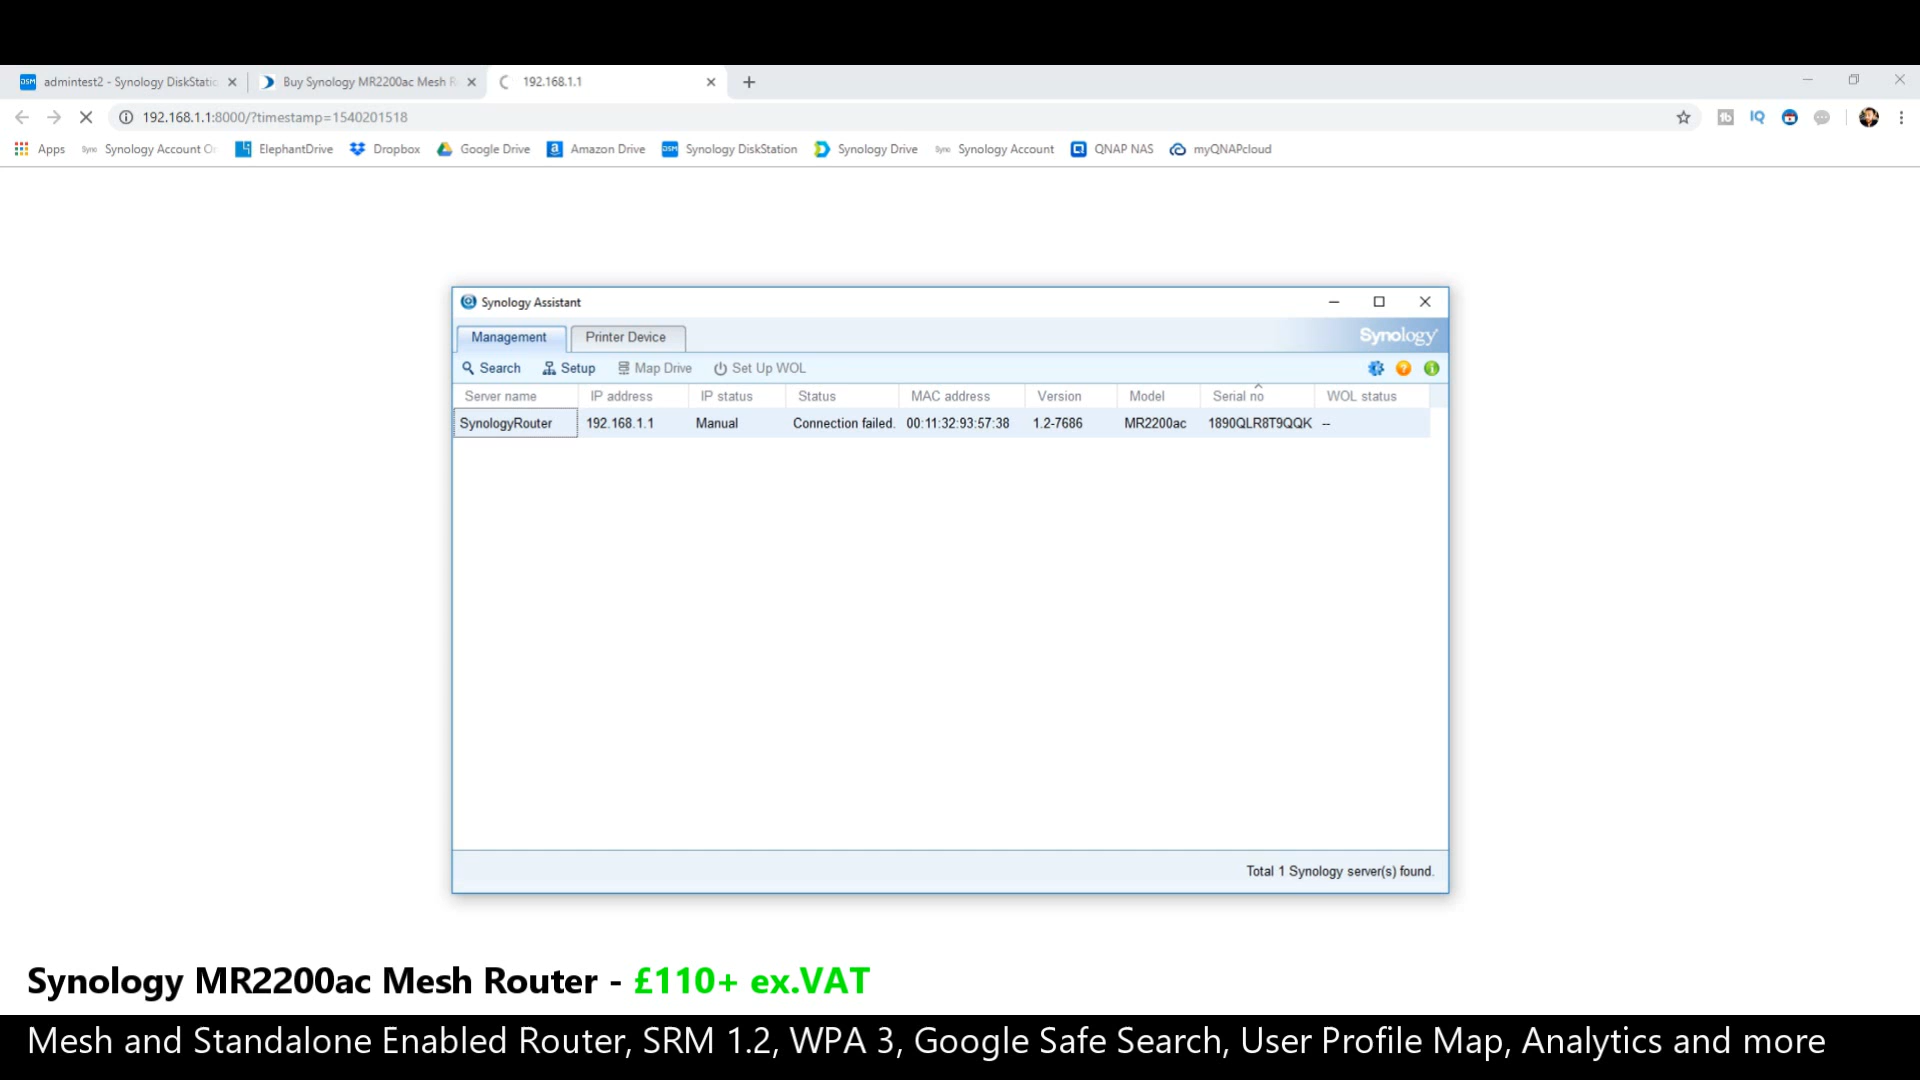 admintest2 - Synology DiskStatic
Buy Synology MR2200ac Mesh R
192.168.1.1
192.168.1.1:8000/?timestamp=1540201518
IQ
Apps
Syno Synology Account O
ElephantDrive
Dropbox
Google Drive
Amazon Drive
DSM Synology DiskStation
Synology Drive
Syno Synology Account
QNAP NAS
myQNAPcloud
Synology Assistant
Management
Printer Device
Synology
Search
Setup
Map Drive
Set Up WOL
Server name IP address IP status Status MAC address Version Model Serial no WOL status
SynologyRouter 192.168.1.1 Manual Connection failed. 00:11:32:93:57:38 1.2-7686 MR2200ac 1890QLR8T9QQK --
Total 1 Synology server(s) found.
Synology MR2200ac Mesh Router - £110+ ex.VAT
Mesh and Standalone Enabled Router, SRM 1.2, WPA 3, Google Safe Search, User Profile Map, Analytics and more